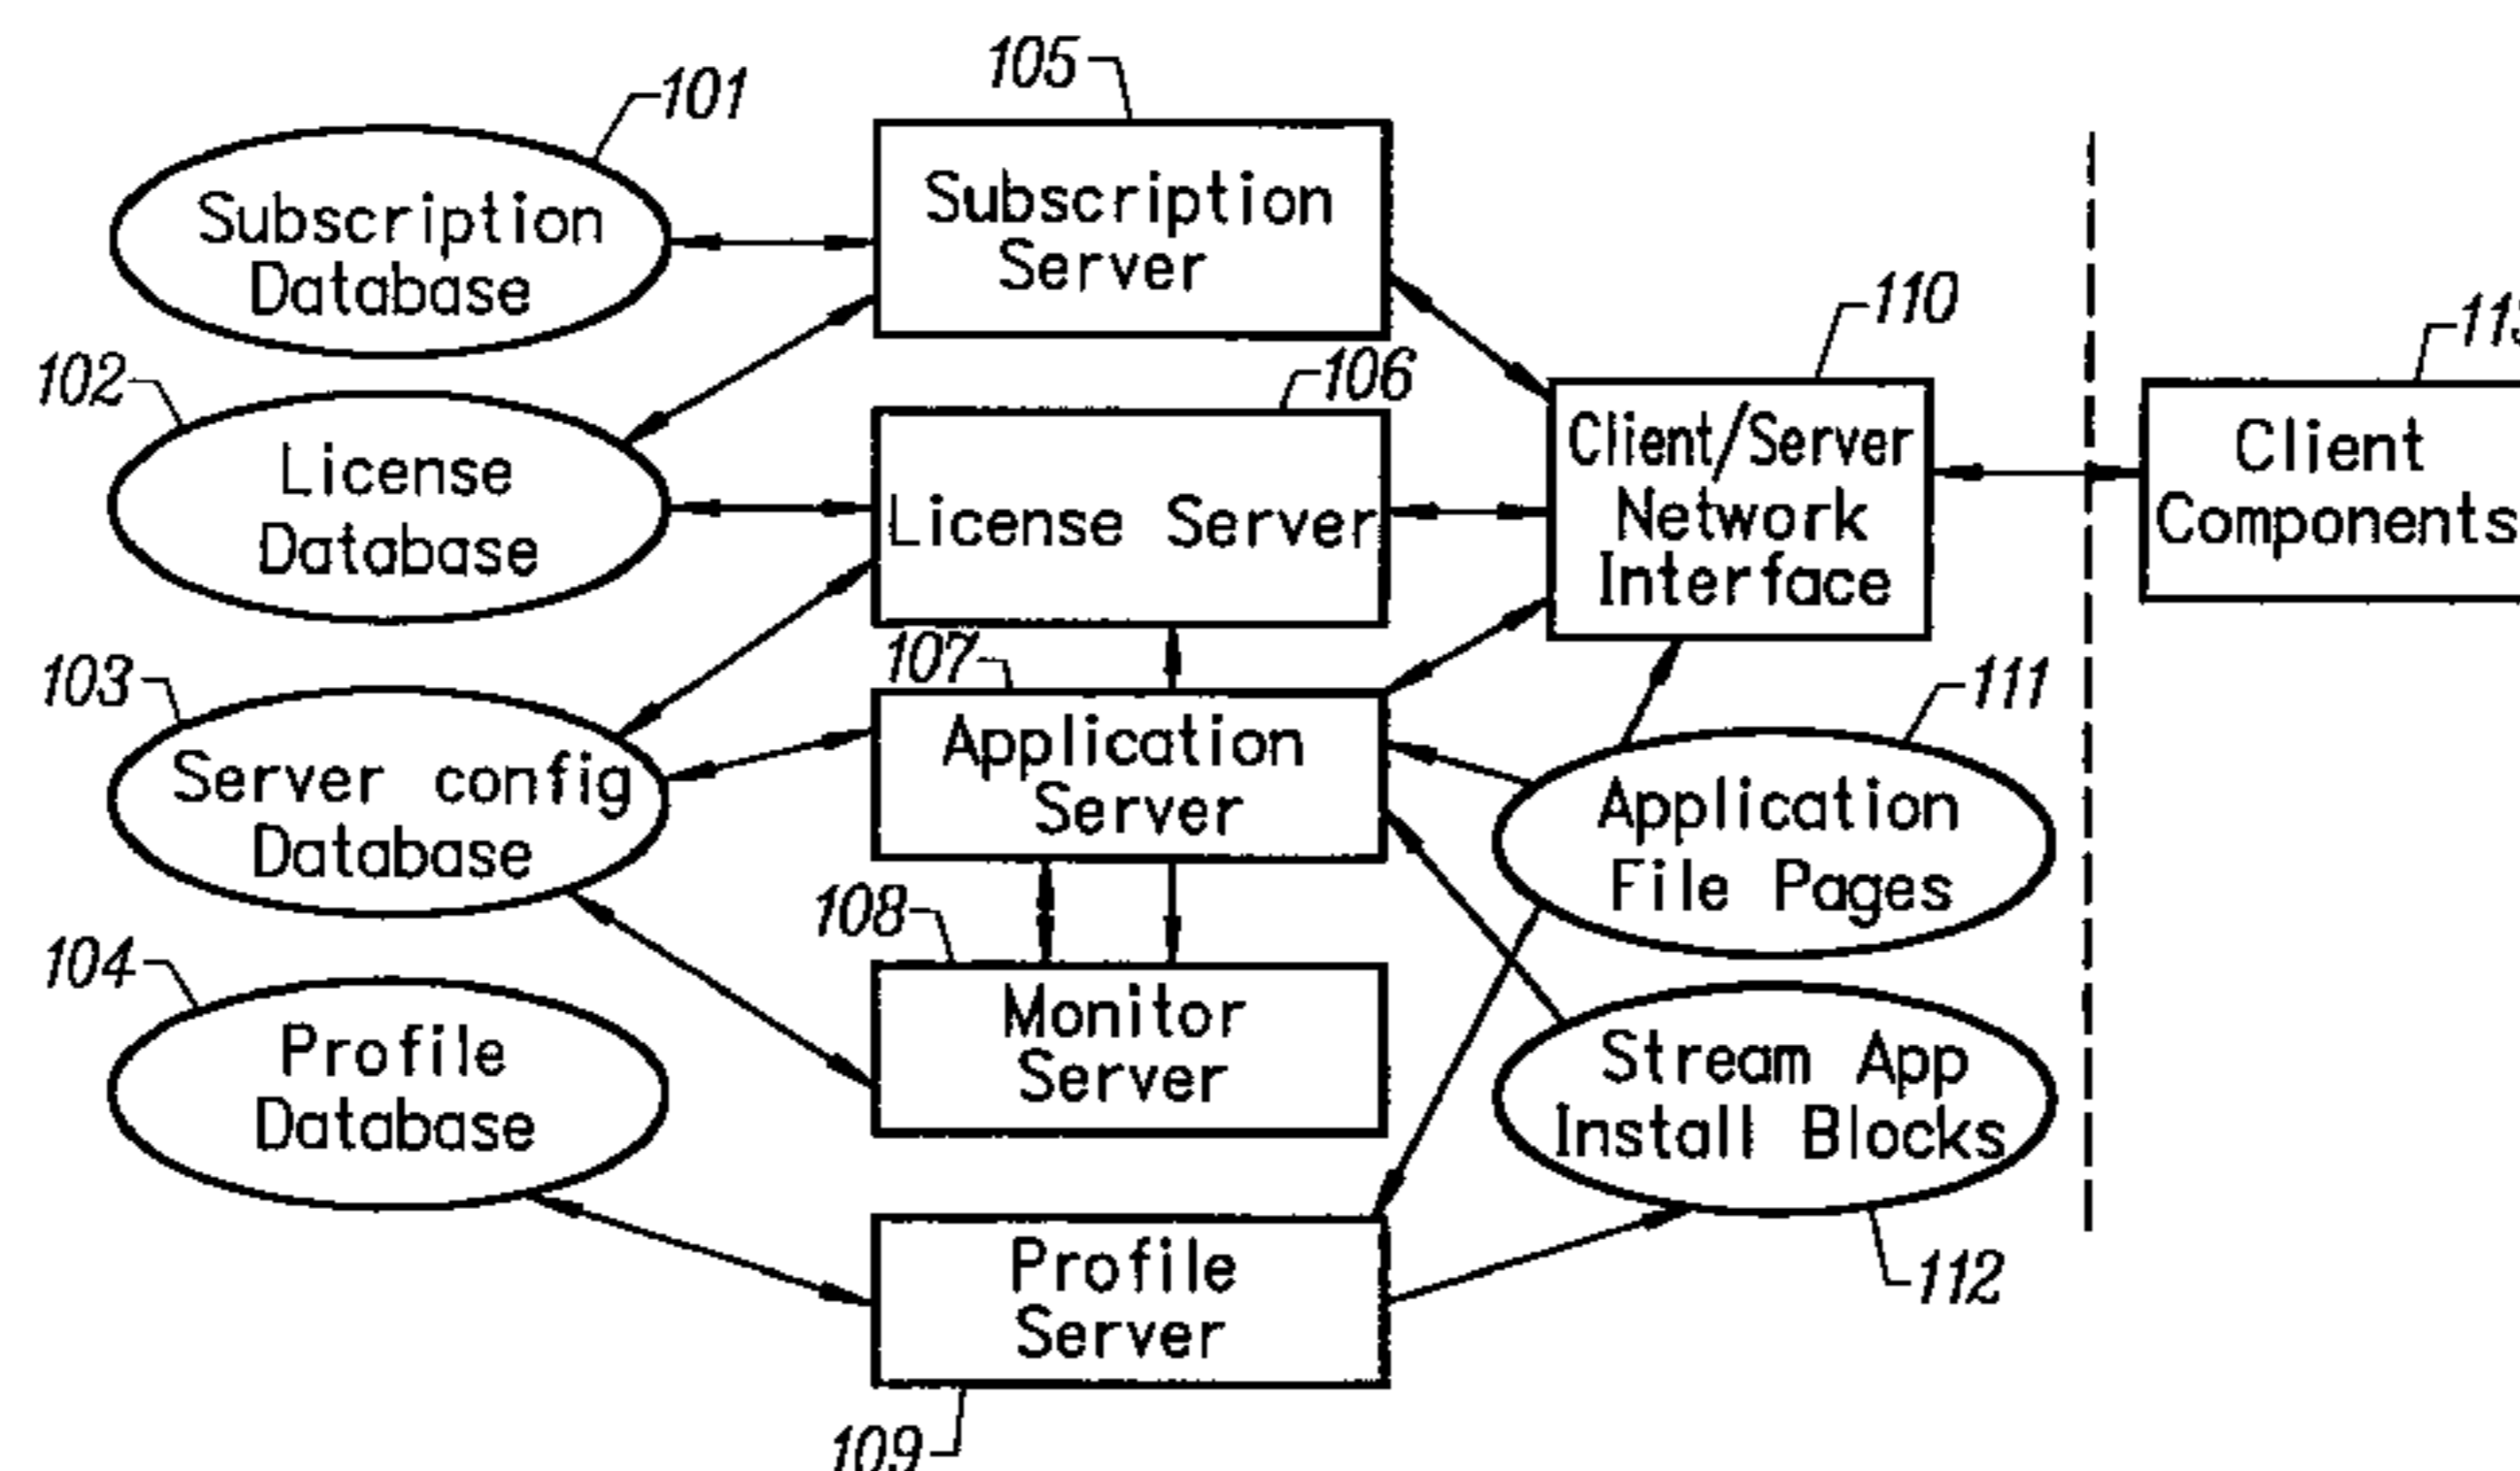 105
101
Subscription
Database
Subscription
Server
110
102
106
License
Database
License Server
Client/Server
Network
Interface
Client
Components
103
107
111
Server config
Database
Application
Server
Application
File Pages
104
108
Profile
Database
Monitor
Server
Stream App
Install Blocks
Profile
Server
112
109